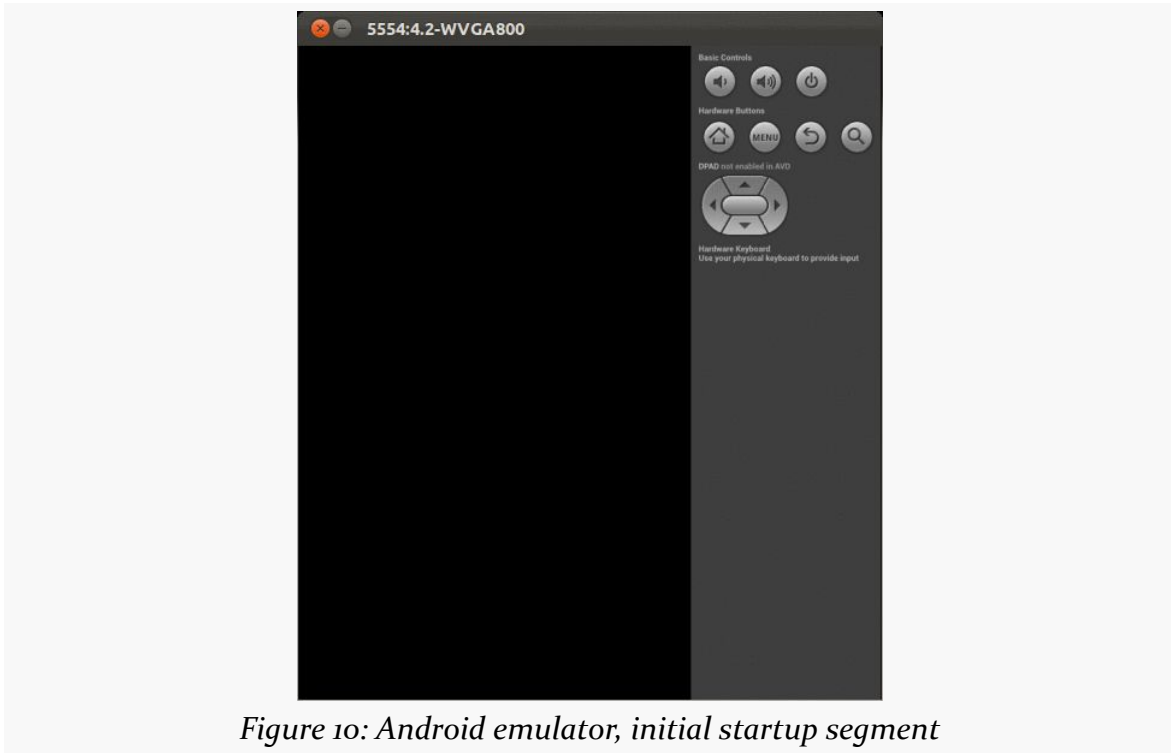 5554:4.2-WVGA800
Basic Controls
Hardware Buttons
MENU
DPAD not enabled in AVD
Hardware Keyboard
Use your physical keyboard to provide input
Figure 10: Android emulator, initial startup segment